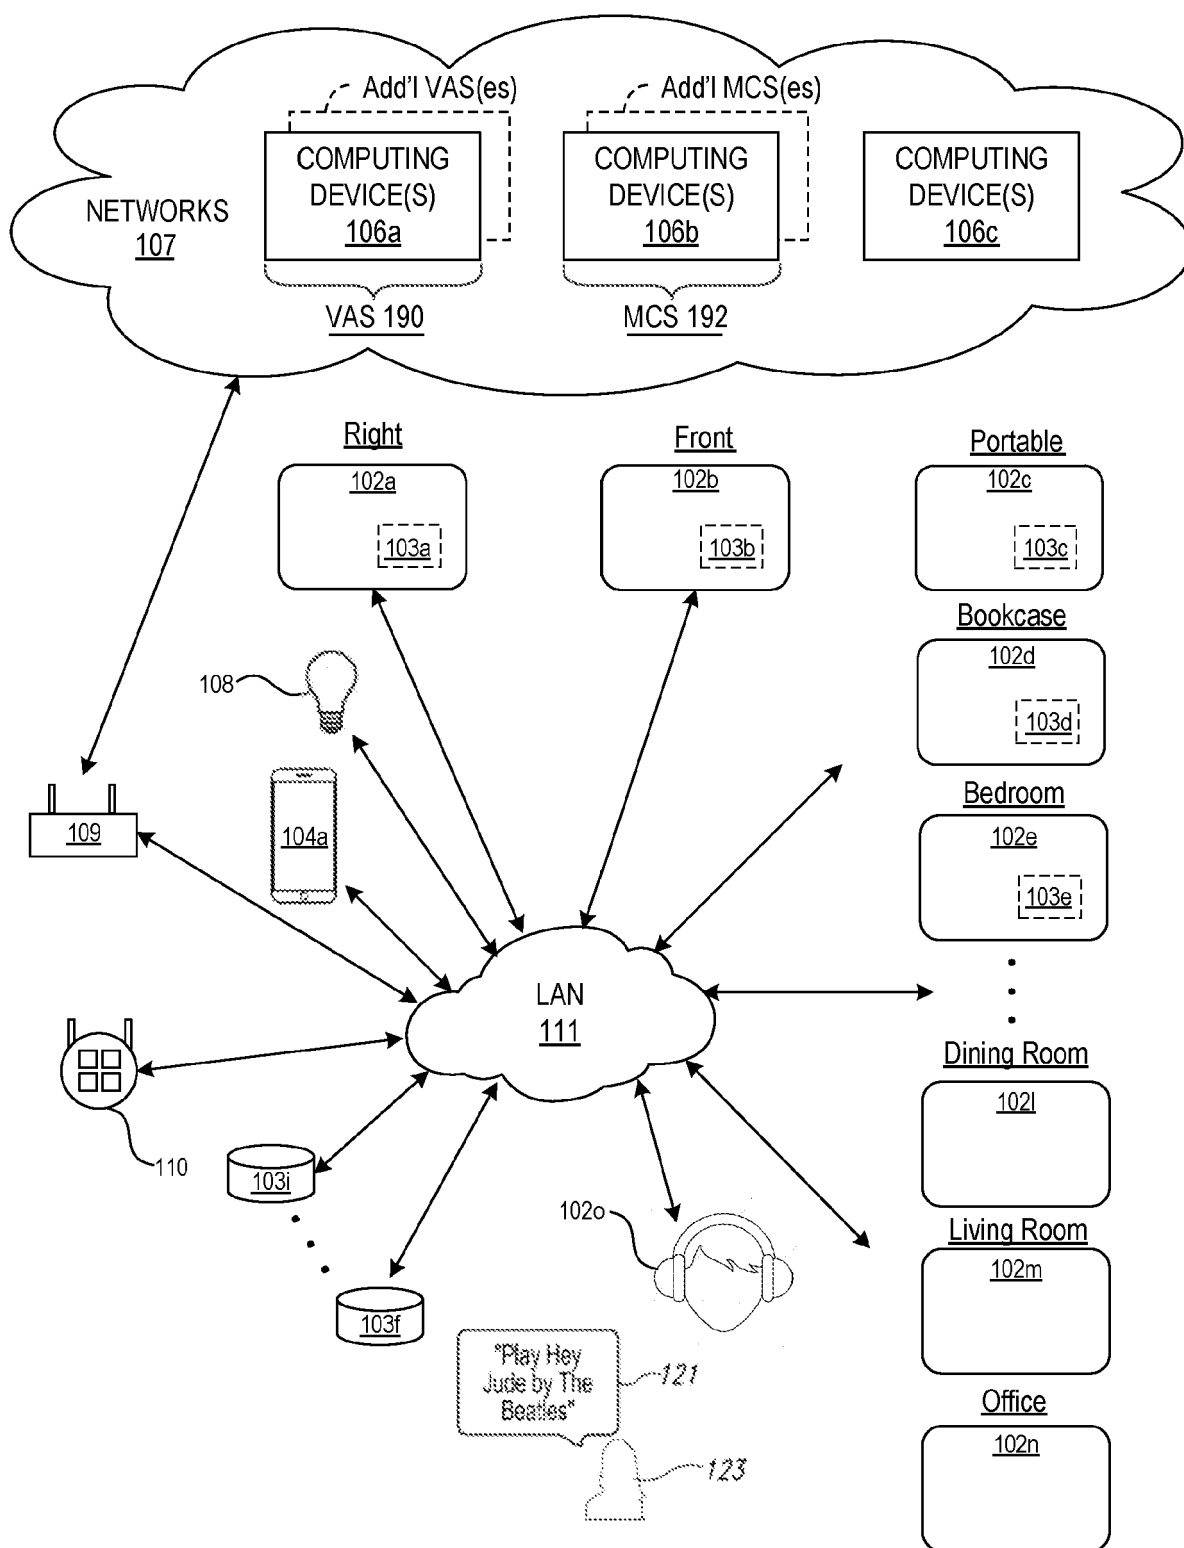 Add'l VAS(es)
Add'l MCS(es)
COMPUTING
DEVICE(S)
106a
COMPUTING
DEVICE(S)
106b
COMPUTING
DEVICE(S)
106c
NETWORKS
107
VAS 190
MCS 192
Right
102a
103a
Front
102b
103b
Portable
102c
103c
Bookcase
102d
103d
Bedroom
102e
103e
108
104a
109
LAN
111
110
103i
103f
102o
Dining Room
102l
Living Room
102m
Office
102n
"Play Hey
Jude by The
Beatles"
121
123